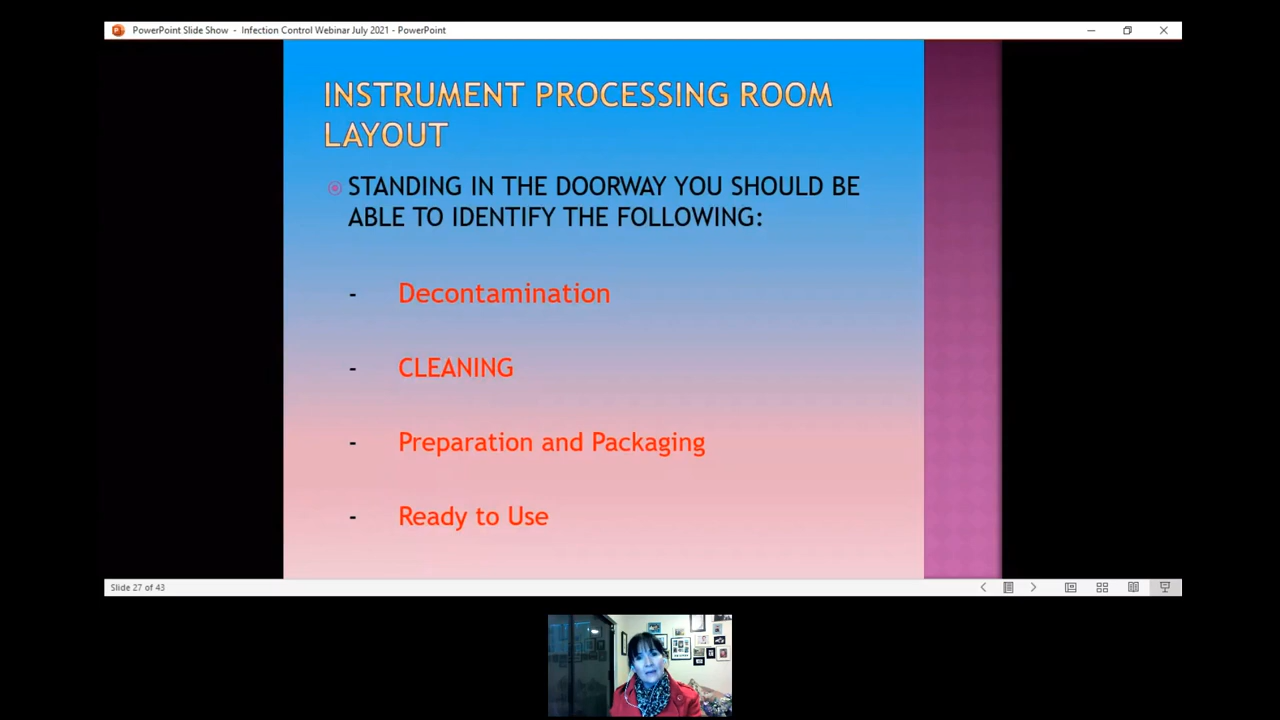 PowerPoint Slide Show - Infection Control Webinar July 2021 - PowerPoint
INSTRUMENT PROCESSING ROOM
LAYOUT
STANDING IN THE DOORWAY YOU SHOULD BE
ABLE TO IDENTIFY THE FOLLOWING:
- Decontamination
- CLEANING
- Preparation and Packaging
- Ready to Use
Slide 27 of 43